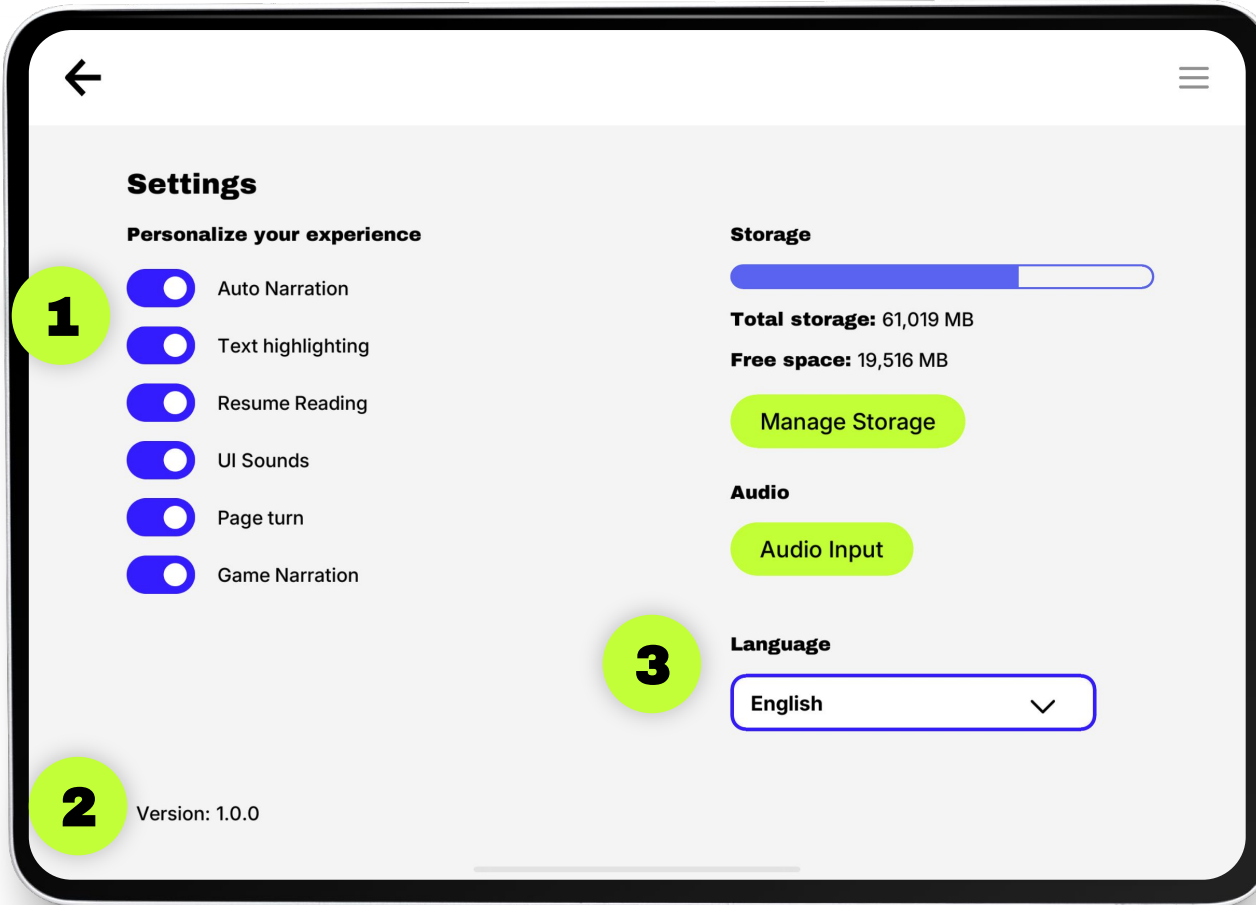 Settings
Personalize your experience
1
Auto Narration
Text highlighting
Resume Reading
UI Sounds
Page turn
Game Narration
2
Version: 1.0.0
Storage
Total storage: 61,019 MB
Free space: 19,516 MB
Manage Storage
Audio
Audio Input
3
Language
English